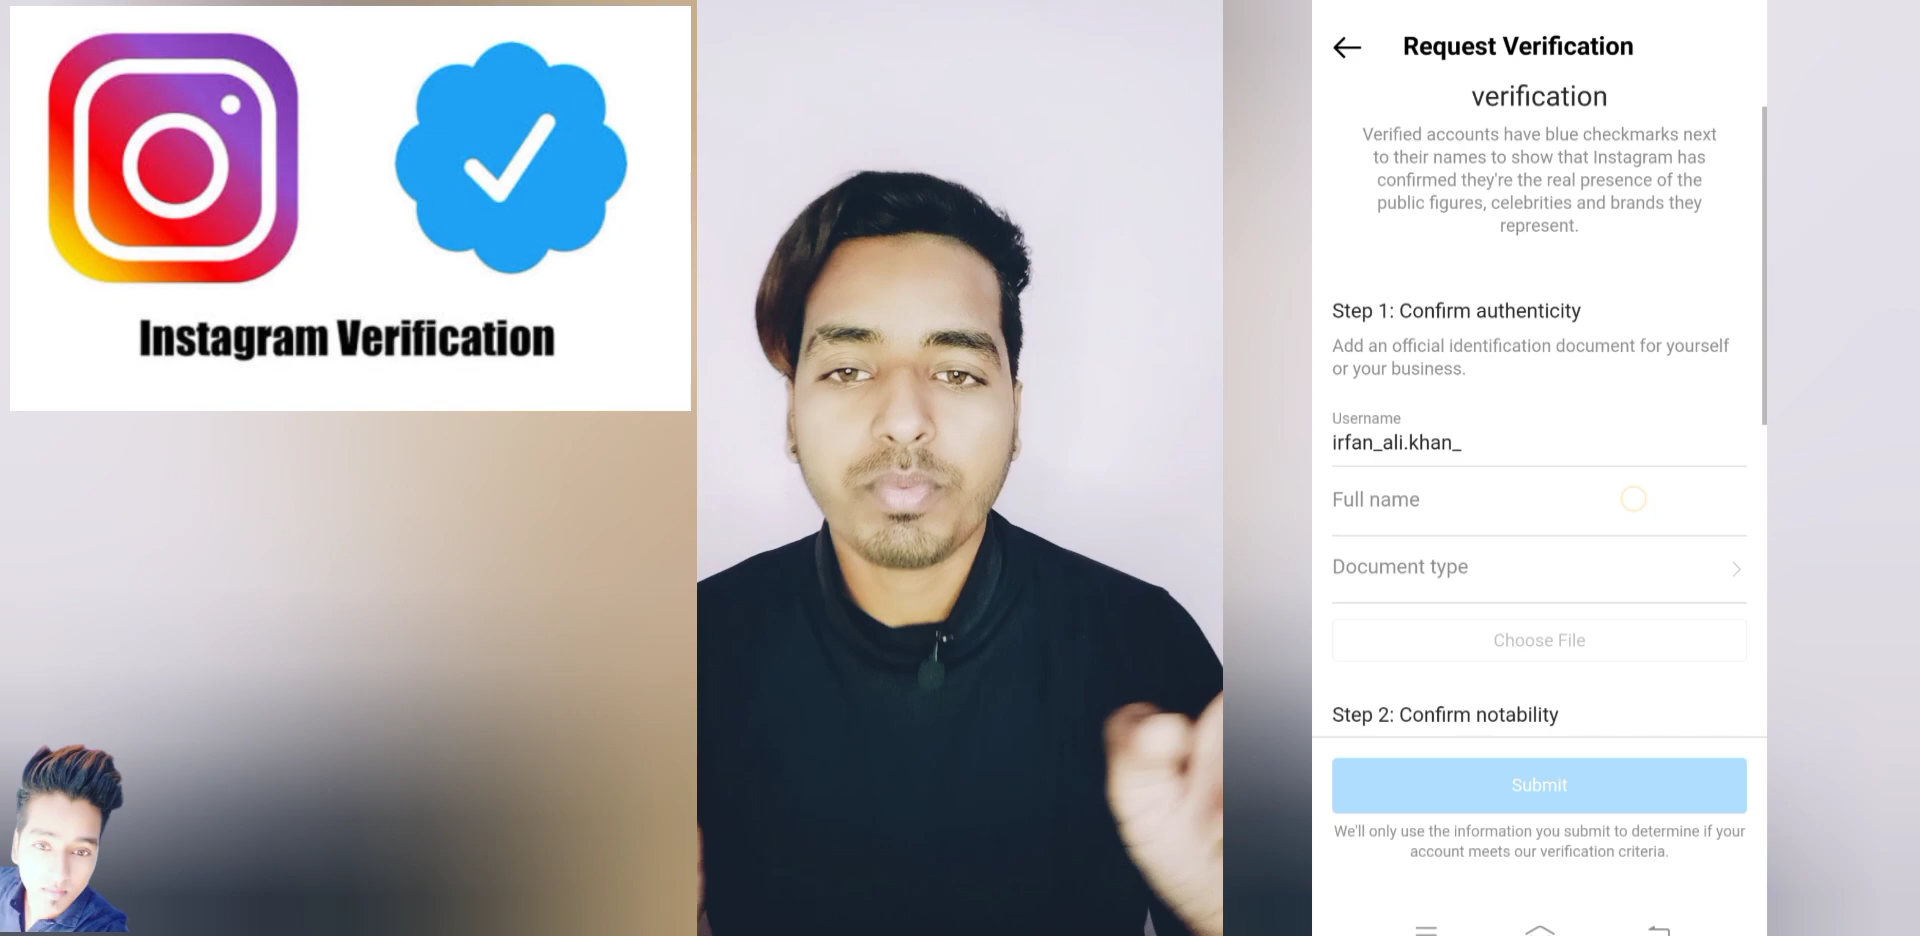 Instagram Verification
Request Verification
verification
Verified accounts have blue checkmarks next
to their names to show that Instagram has
confirmed they're the real presence of the
public figures, celebrities and brands they
represent.
Step 1: Confirm authenticity
Add an official identification document for yourself
or your business.
Username
irfan_ali.khan_
Full name
Document type
Choose File
Step 2: Confirm notability
Submit
We'll only use the information you submit to determine if your
account meets our verification criteria.